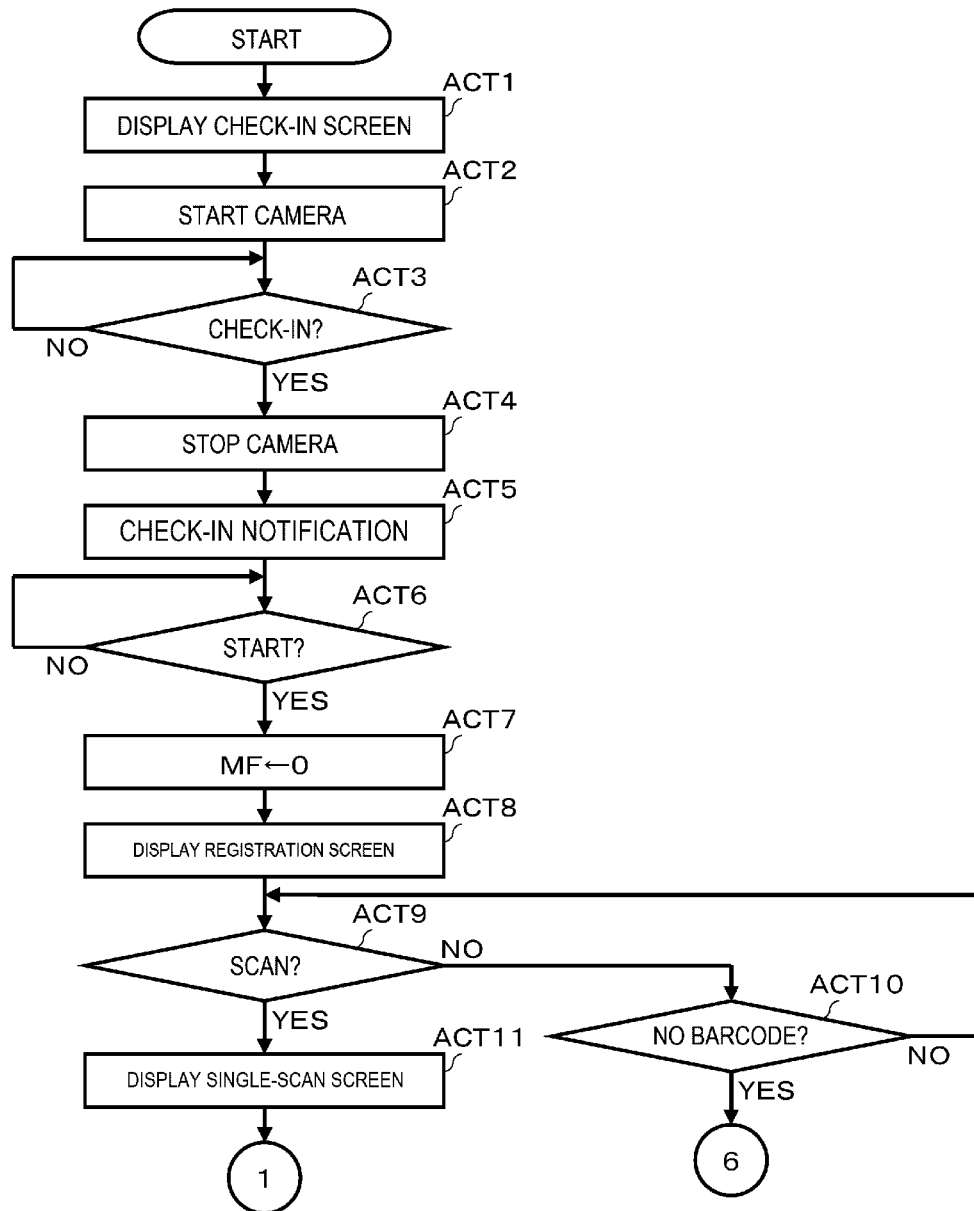 START
ACT1
DISPLAY CHECK-IN SCREEN
ACT2
START CAMERA
ACT3
CHECK-IN?
NO
YES
ACT4
STOP CAMERA
ACT5
CHECK-IN NOTIFICATION
ACT6
START?
NO
YES
ACT7
MF←0
ACT8
DISPLAY REGISTRATION SCREEN
ACT9
SCAN?
NO
YES
ACT10
NO BARCODE?
NO
YES
ACT11
DISPLAY SINGLE-SCAN SCREEN
1
6